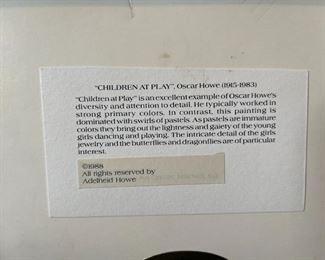 "CHILDREN AT PLAY", Oscar Howe (1915-1983)
"Children at Play" is an excellent example of Oscar Howe's
diversity and attention to detail. He typically worked in
strong primary colors. In contrast, this painting is
dominated with swirls of pastels. As pastels are immature
colors they bring out the lightness and gaiety of the young
girls dancing and playing. The intricate detail of the girls
jewelry and the butterflies and dragonflies are of particular
interest.
©1988
All rights reserved by
Adelheid Howe